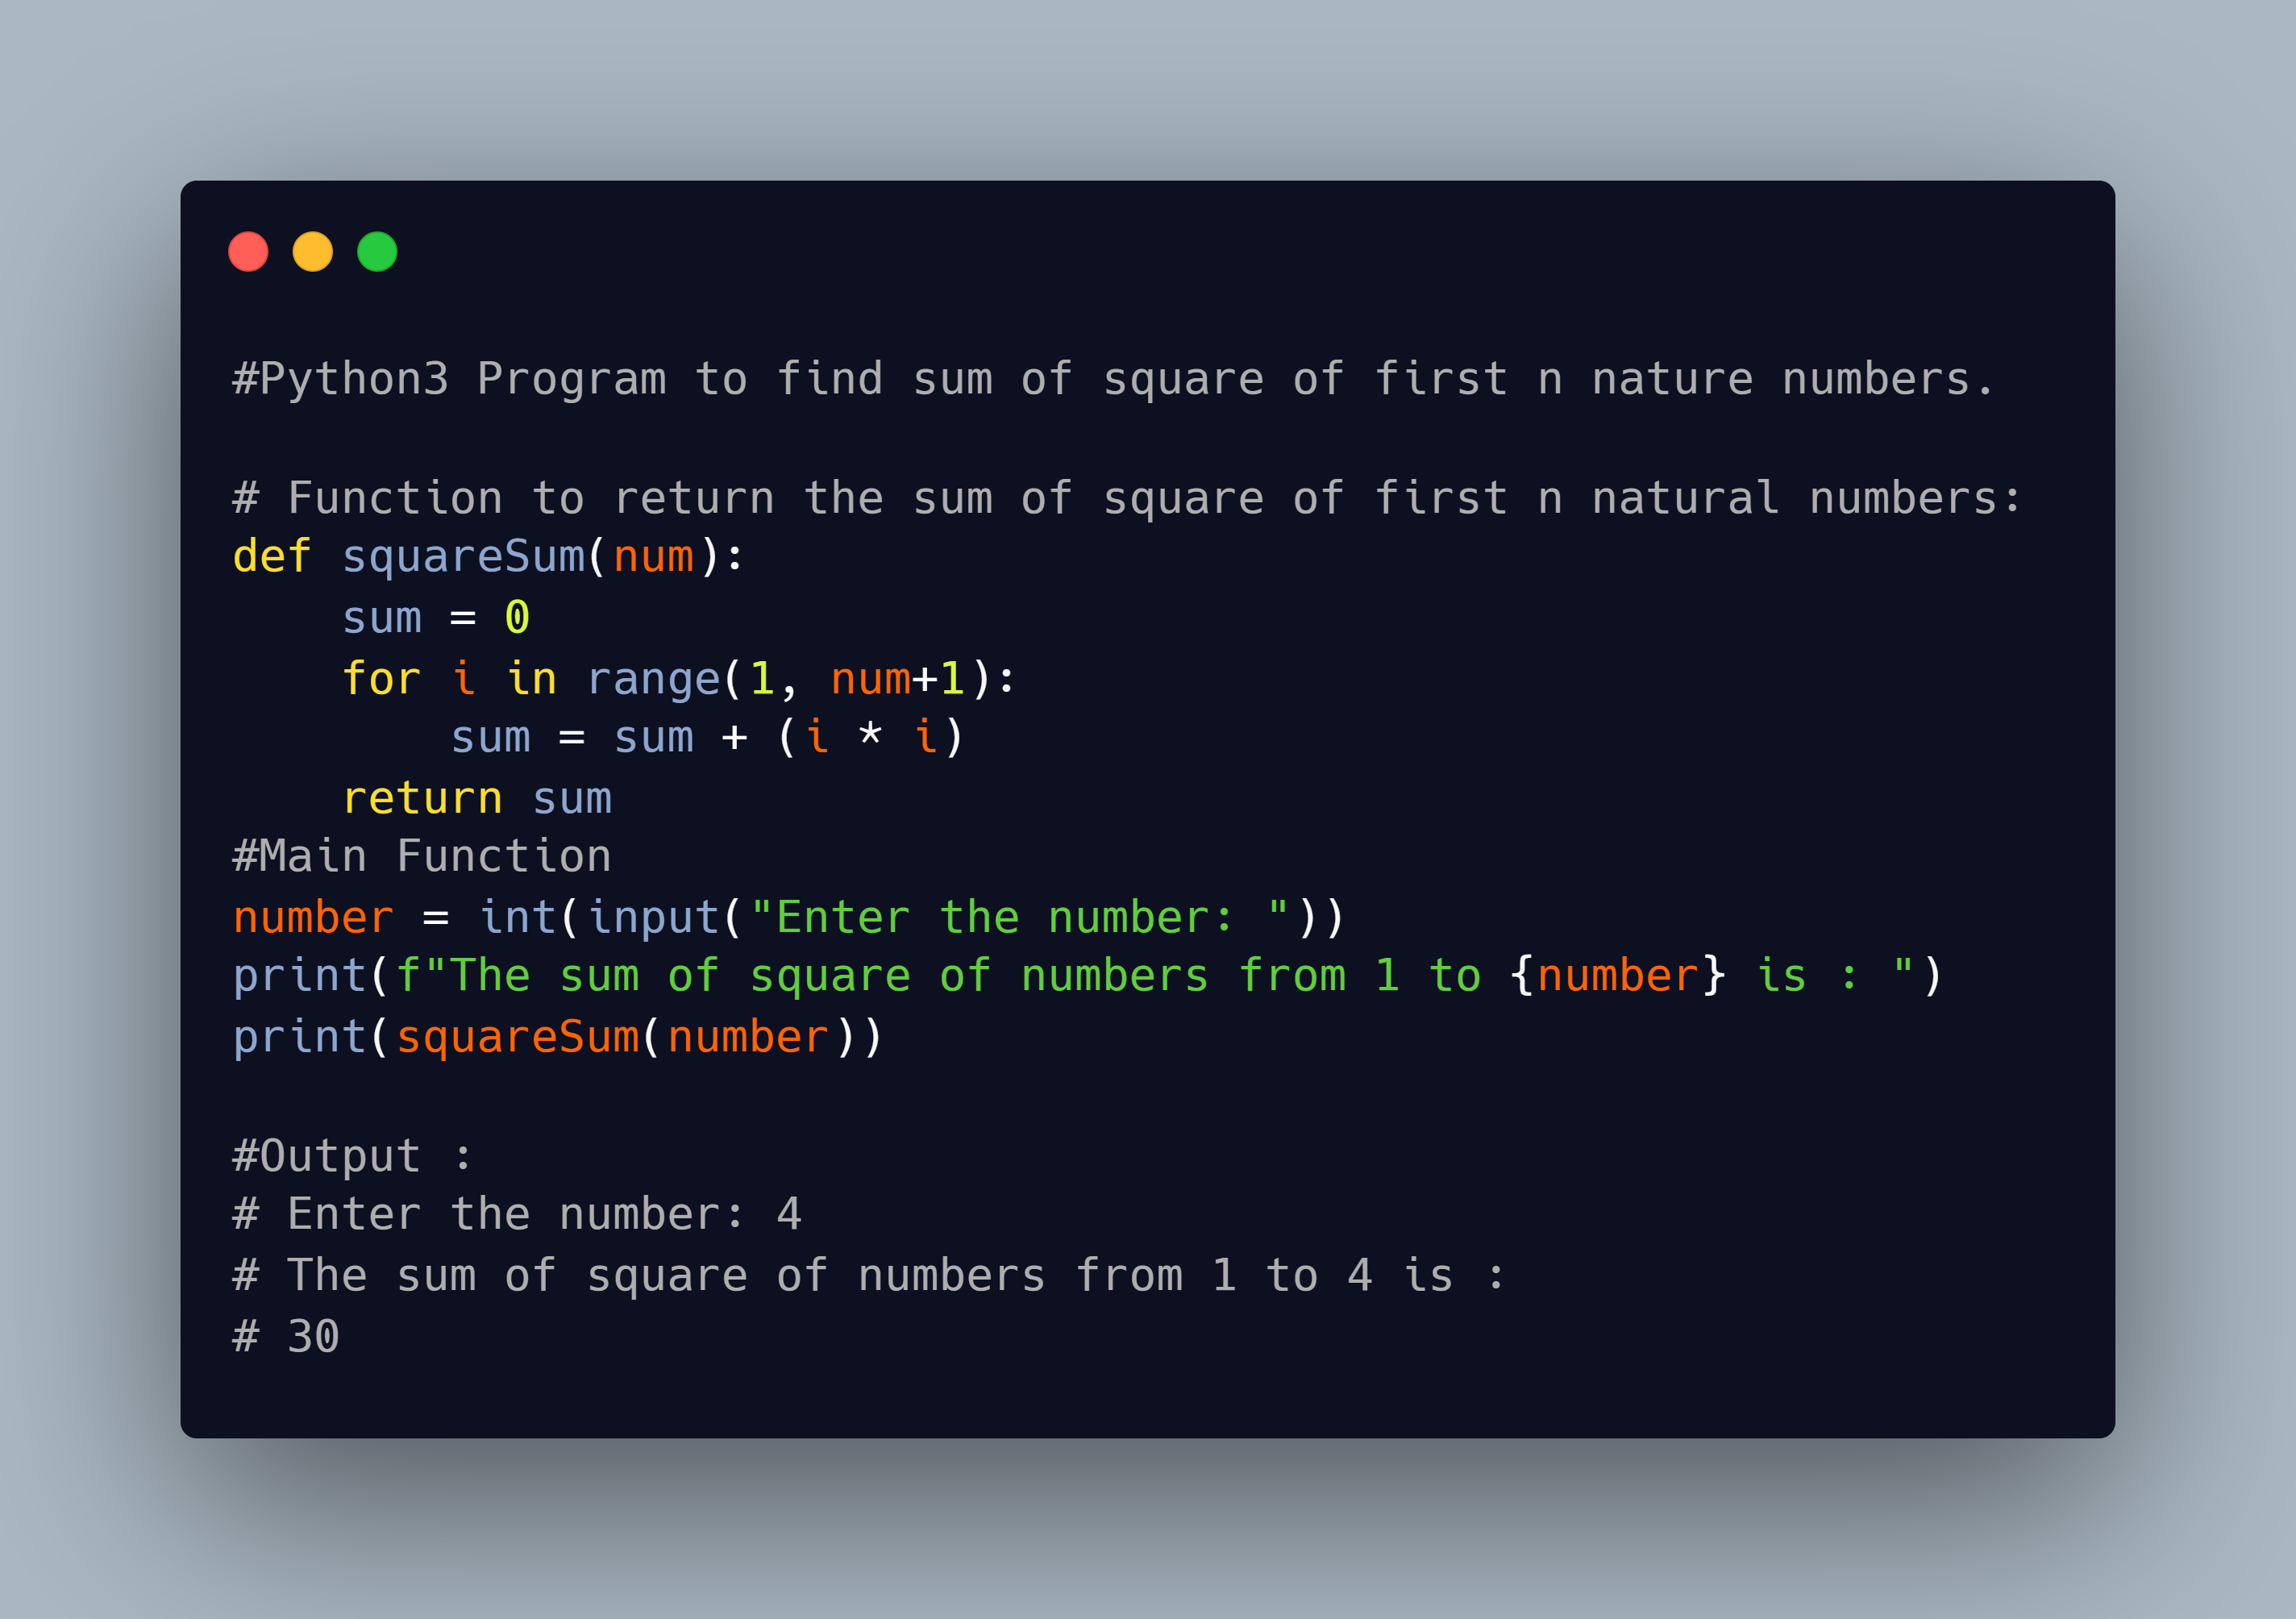 #Python3 Program to find sum of square of first n nature numbers.

# Function to return the sum of square of first n natural numbers:
def squareSum(num):
    sum = 0
    for i in range(1, num+1):
        sum = sum + (i * i)
    return sum
#Main Function
number = int(input("Enter the number: "))
print(f"The sum of square of numbers from 1 to {number} is : ")
print(squareSum(number))

#Output :
# Enter the number: 4
# The sum of square of numbers from 1 to 4 is :
# 30